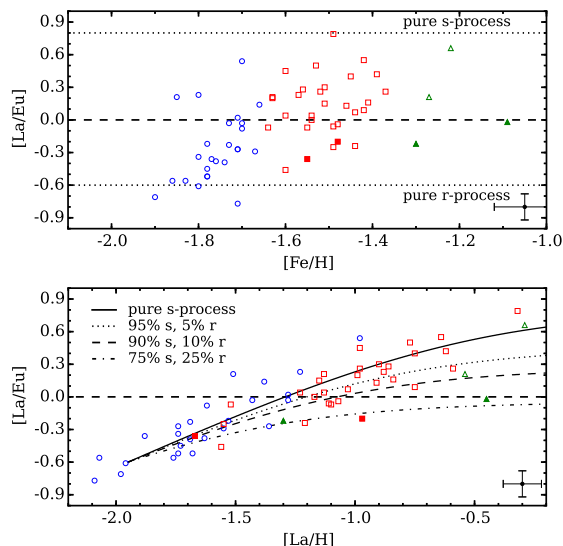 0.9
0.6
0.3
0.0
-0.3
-0.6
-0.9
[La/Eu]
pure s-process
pure r-process
-2.0
-1.8
-1.6
-1.4
-1.2
-1.0
[Fe/H]
0.9
0.6
0.3
0.0
-0.3
-0.6
-0.9
[La/Eu]
pure s-process
95% s, 5% r
90% s, 10% r
75% s, 25% r
-2.0
-1.5
-1.0
-0.5
[La/H]